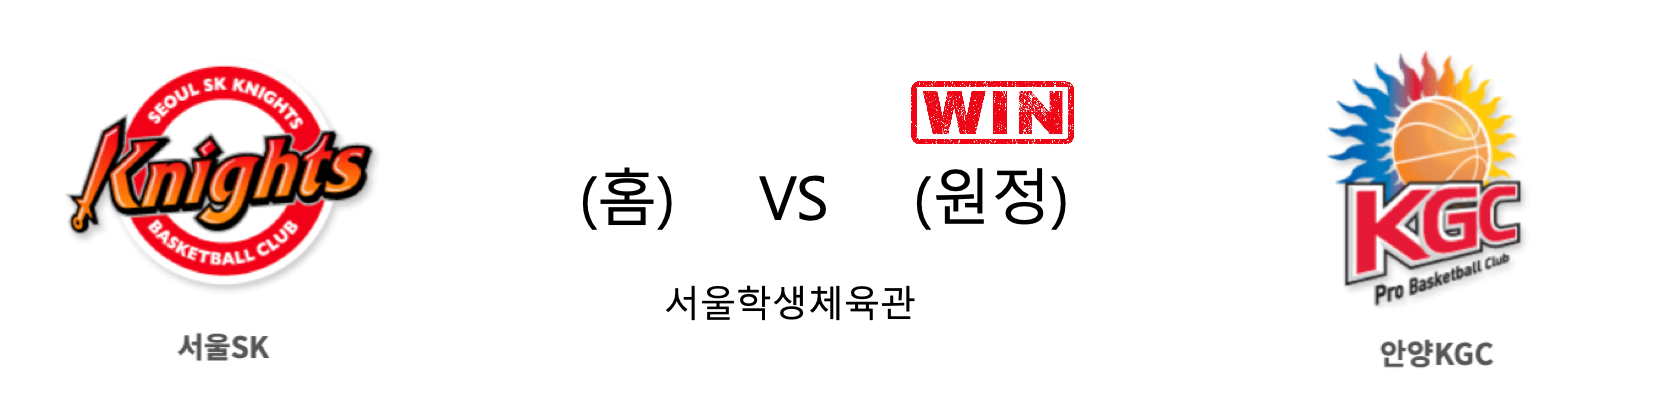 SEOUL SK KNIGHTS
Knights
BASKETBALL CLUB
서울SK
WIN
(홈) VS (원정)
서울학생체육관
KGC
Pro Basketball Club
안양KGC